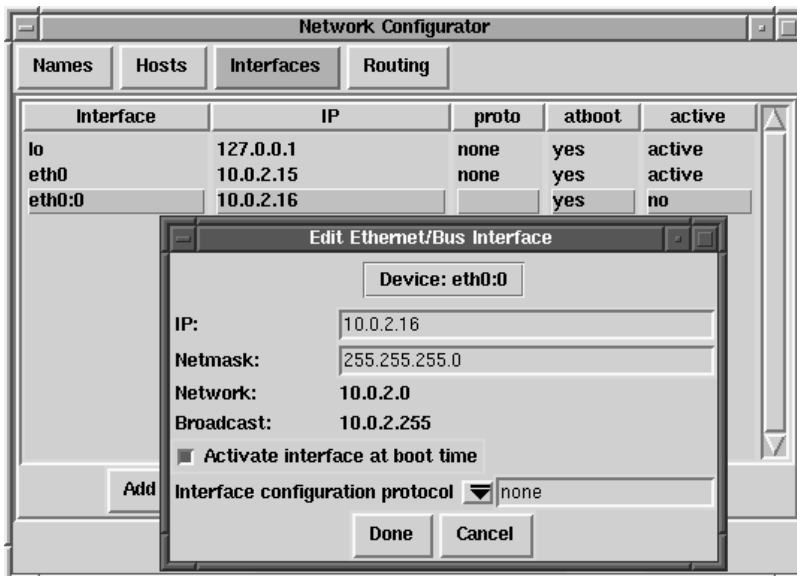 Network Configurator
Names Hosts Interfaces Routing
Interface IP proto atboot active
lo 127.0.0.1 none yes active
eth0 10.0.2.15 none yes active
eth0:0 10.0.2.16 yes no
Edit Ethernet/Bus Interface
Device: eth0:0
IP: 10.0.2.16
Netmask: 255.255.255.0
Network: 10.0.2.0
Broadcast: 10.0.2.255
Activate interface at boot time
Add
Interface configuration protocol none
Done Cancel